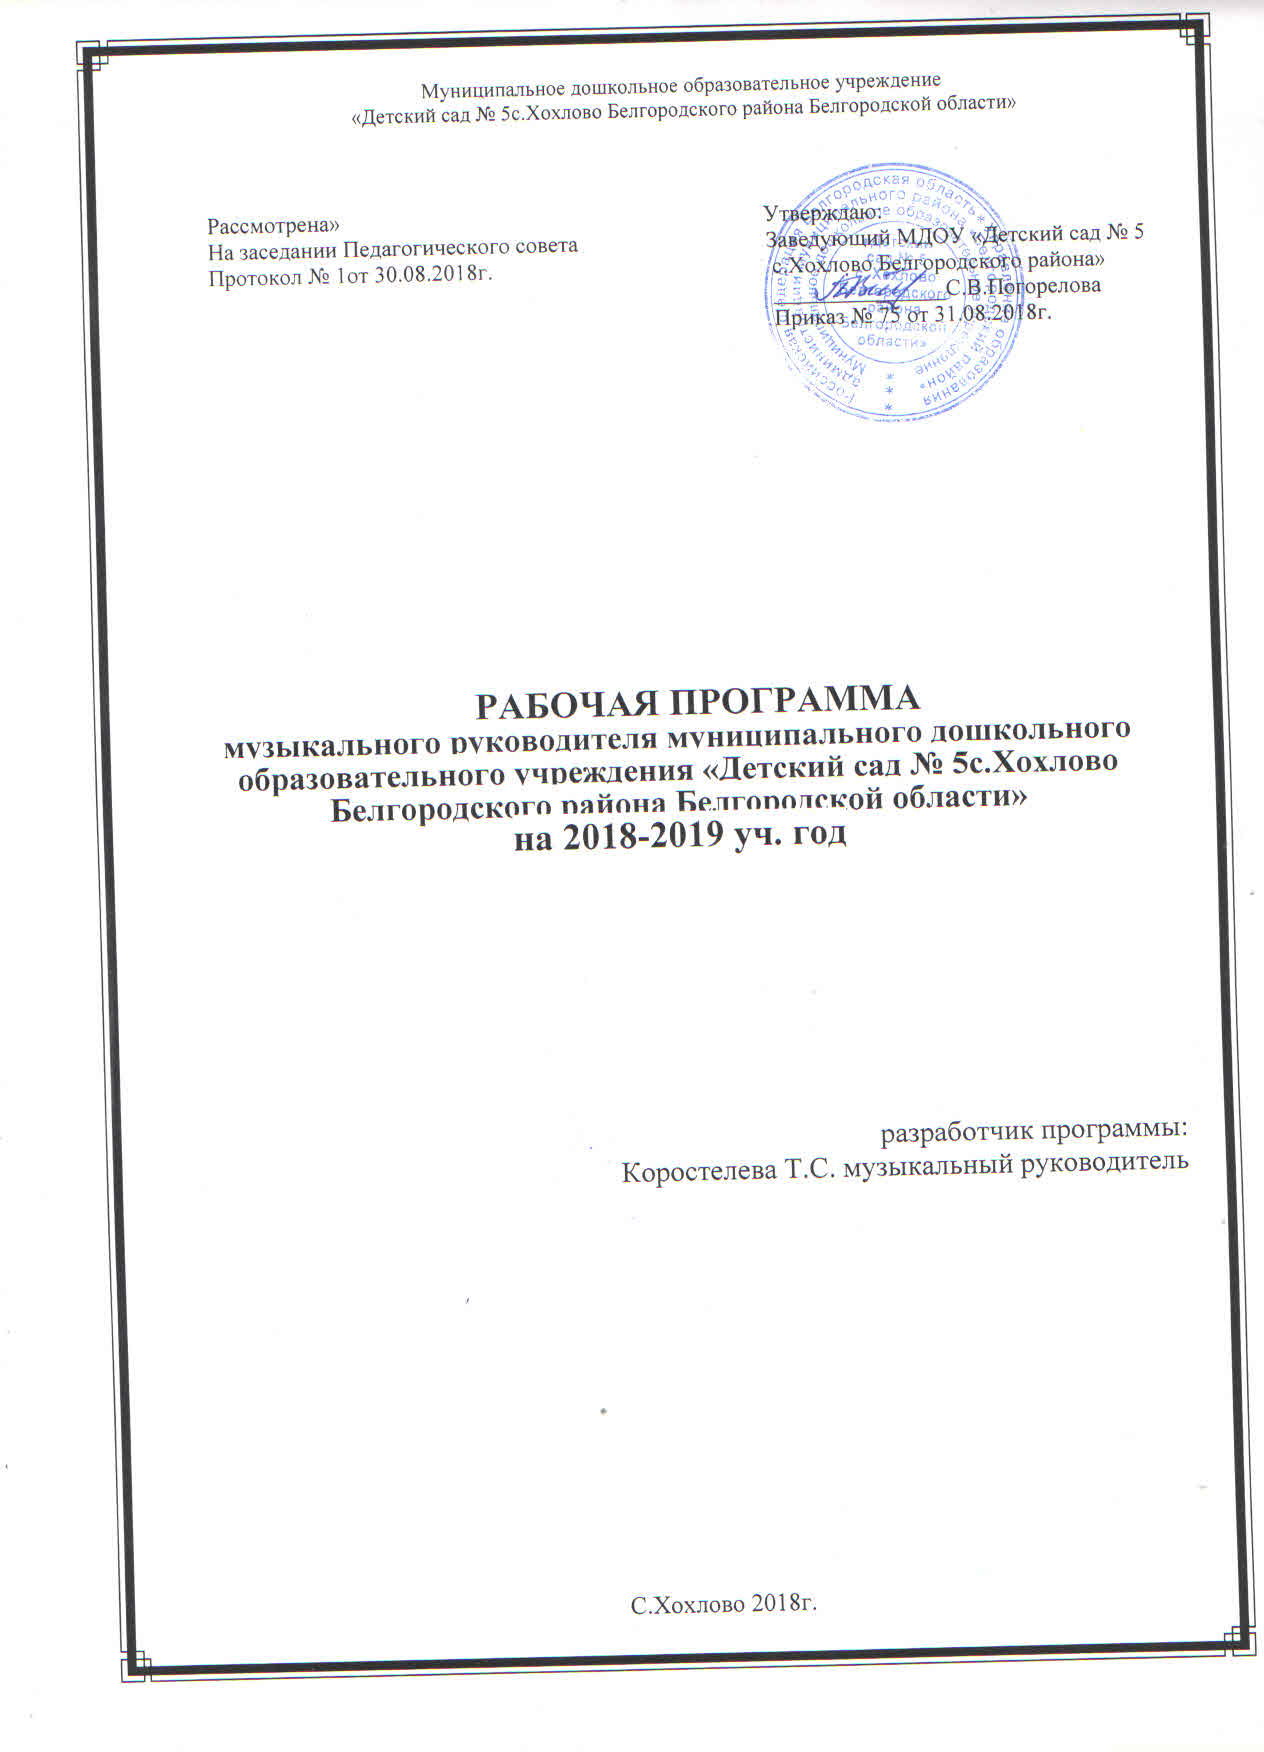 Муниципальное дошкольное образовательное учреждение
«Детский сад № 5с.Хохлово Белгородского района Белгородской области»
Рассмотрена»
На заседании Педагогического совета
Протокол № 1от 30.08.2018г.
Утверждаю:
Заведующий МДОУ «Детский сад № 5
с.Хохлово Белгородского района»
С.В.Погорелова
Приказ № 75 от 31.08.2018г.
РАБОЧАЯ ПРОГРАММА
музыкального руководителя муниципального дошкольного
образовательного учреждения «Детский сад № 5с.Хохлово
Белгородского района Белгородской области»
на 2018-2019 уч. год
разработчик программы:
Коростелева Т.С. музыкальный руководитель
С.Хохлово 2018г.